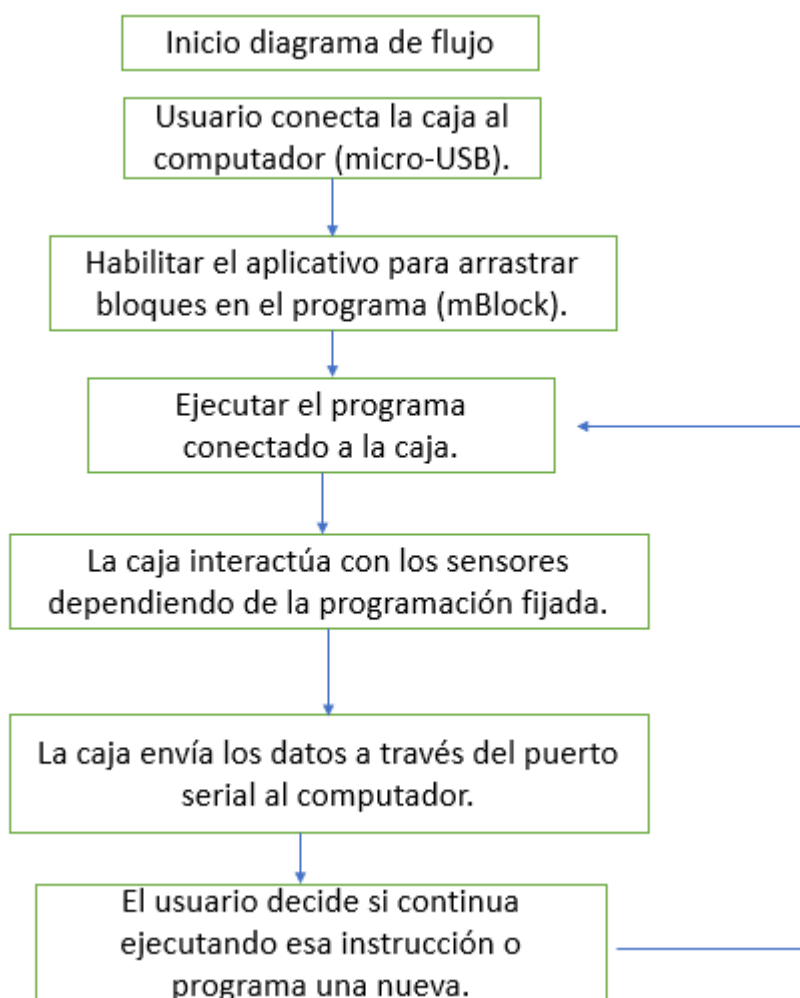 Inicio diagrama de flujo
Usuario conecta la caja al
computador (micro-USB).
Habilitar el aplicativo para arrastrar
bloques en el programa (mBlock).
Ejecutar el programa
conectado a la caja.
La caja interactúa con los sensores
dependiendo de la programación fijada.
La caja envía los datos a través del puerto
serial al computador.
El usuario decide si continua
ejecutando esa instrucción o
programa una nueva.